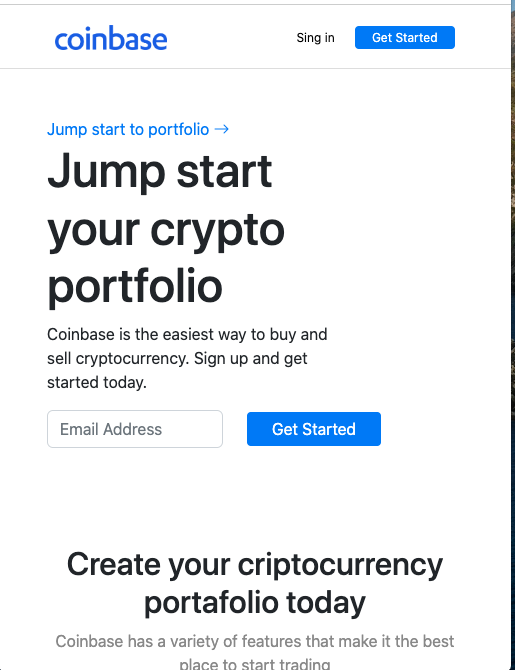 coinbase
Sing in
Get Started
Jump start to portfolio →
Jump start
your crypto
portfolio
Coinbase is the easiest way to buy and
sell cryptocurrency. Sign up and get
started today.
Email Address
Get Started
Create your criptocurrency
portafolio today
Coinbase has a variety of features that make it the best
place to start trading